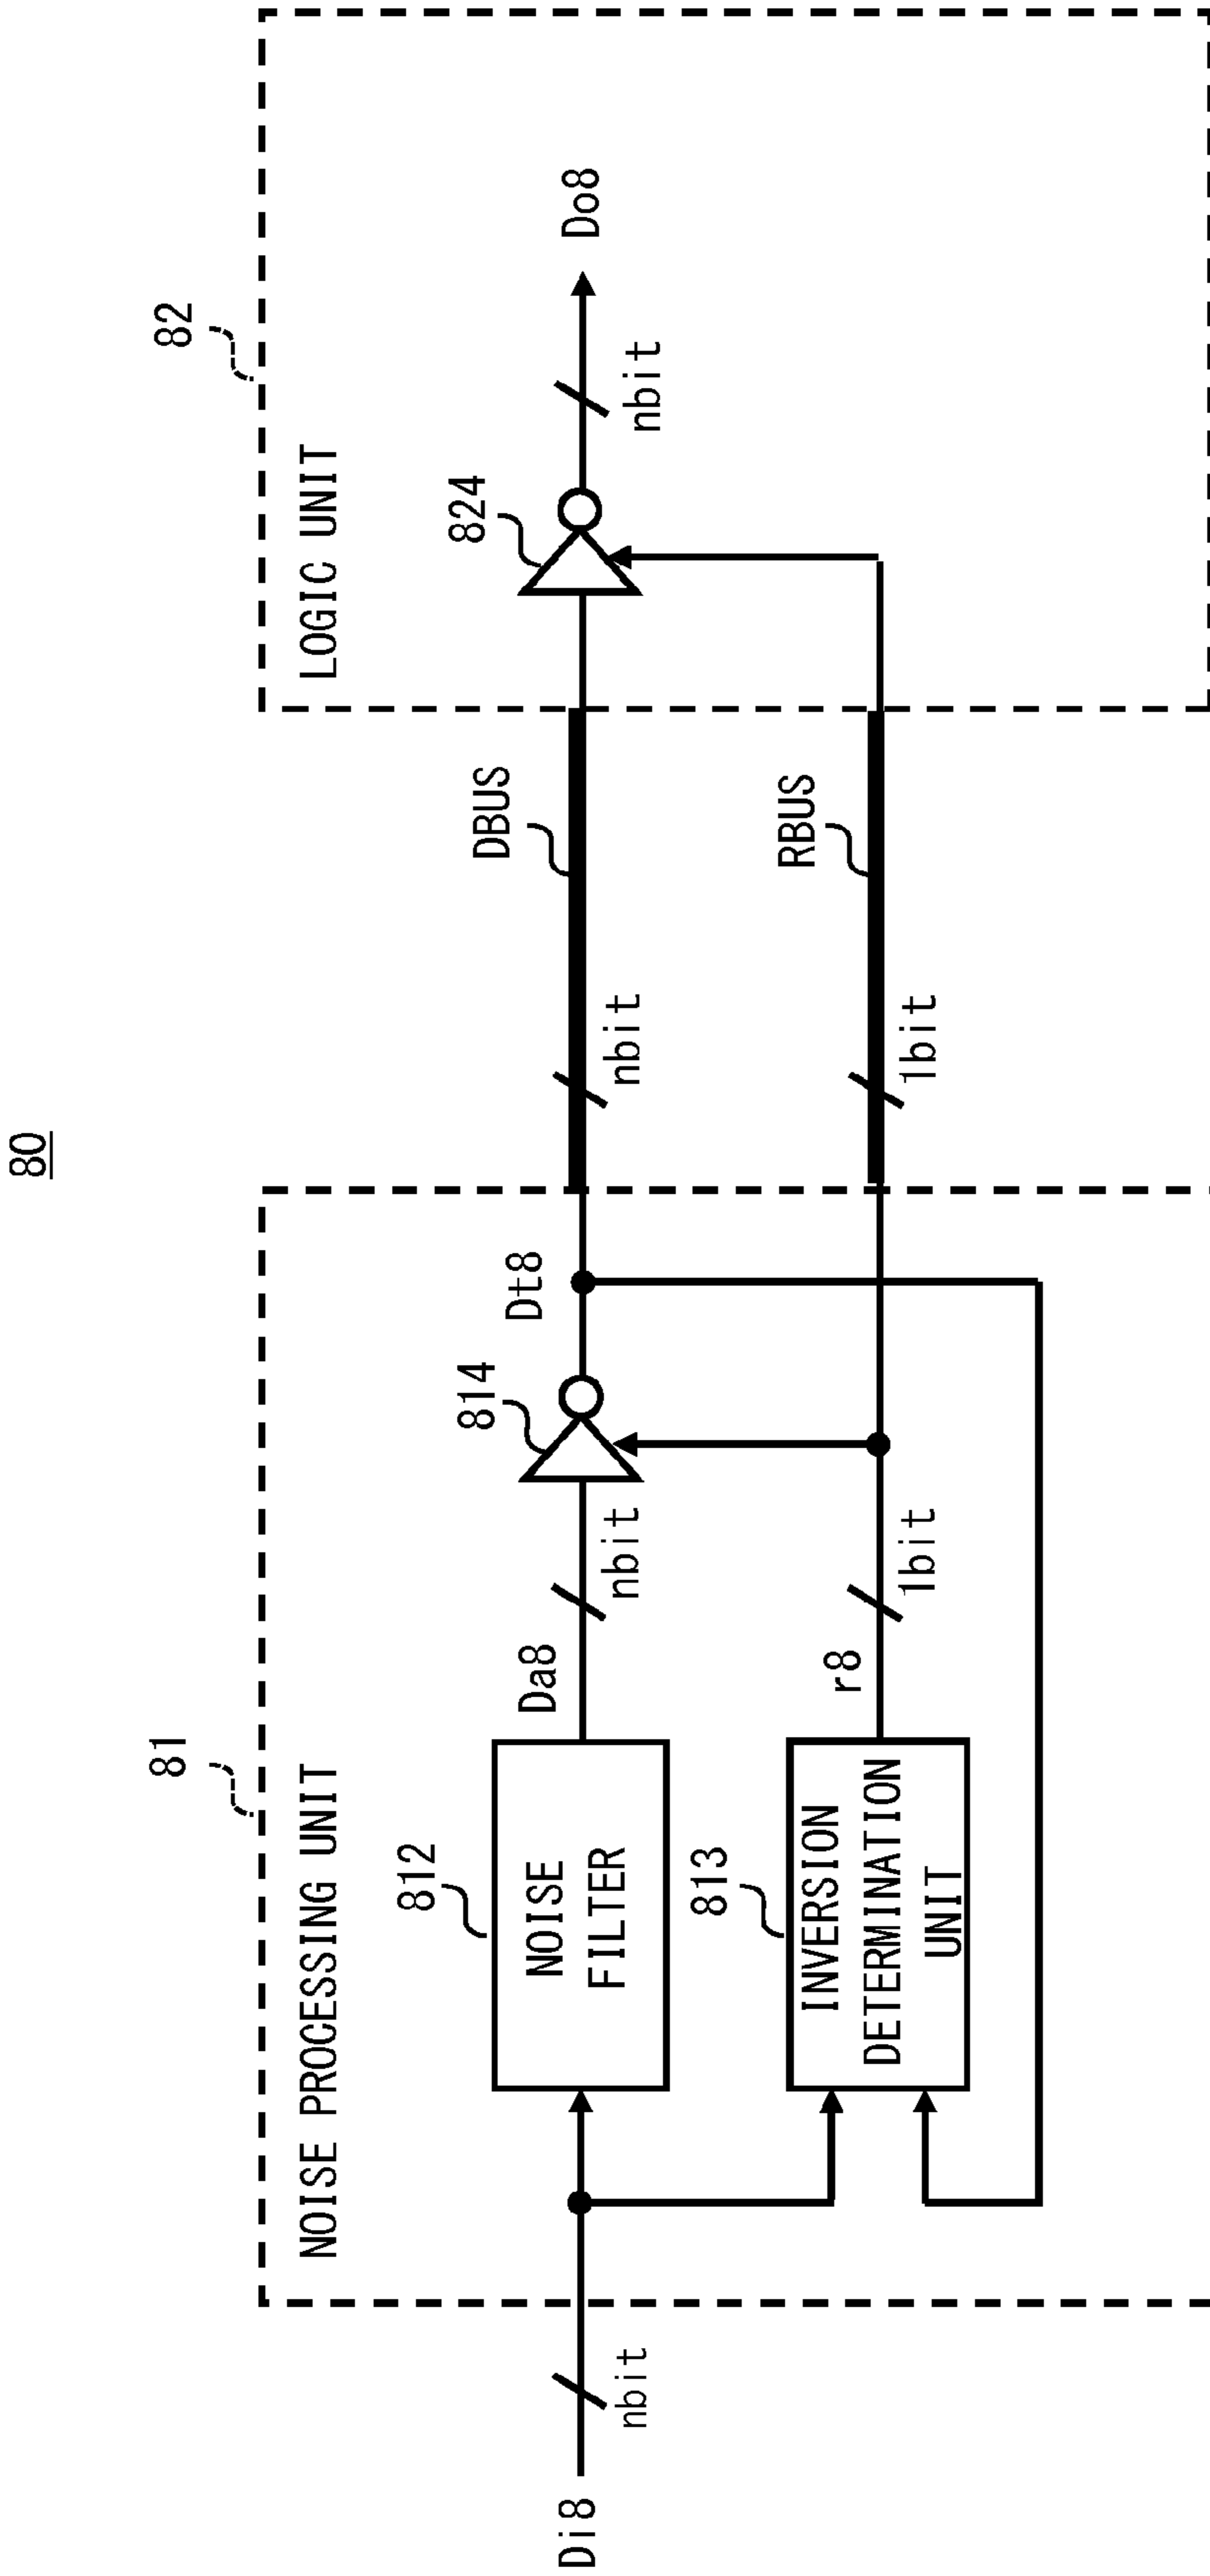 80
81
NOISE PROCESSING UNIT
82
LOGIC UNIT
Di8
nbit
812
NOISE
FILTER
Da8
nbit
814
Dt8
DBUS
nbit
824
nbit
Do8
813
INVERSION
DETERMINATION
UNIT
r8
1bit
RBUS
1bit